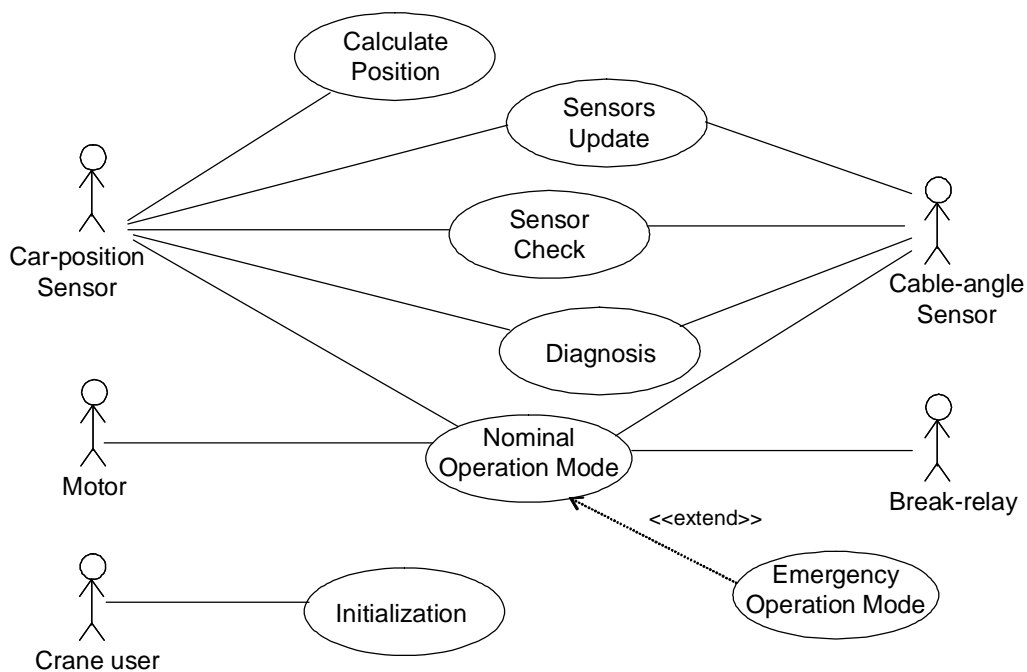 Calculate
Position
Sensors
Update
Sensor
Check
Car-position
Sensor
Cable-angle
Sensor
Diagnosis
Nominal
Operation Mode
Motor
Break-relay
<<extend>>
Emergency
Operation Mode
Initialization
Crane user